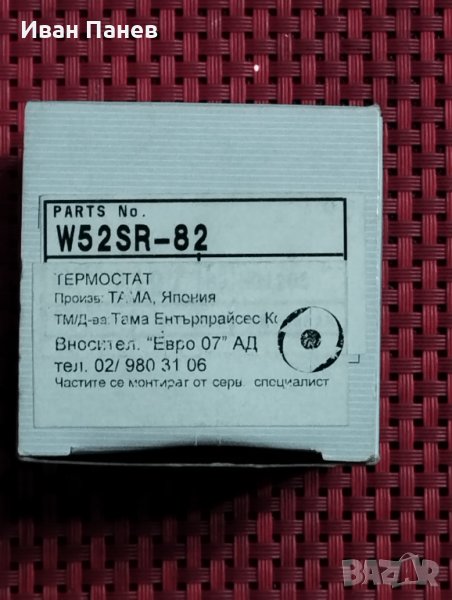 Иван Панев
PARTS No.
W52SR-82
ТЕРМОСТАТ
Произв: ТАМА, Япония
ТМ/Д-ва: Тама Ентърпрайсес Ко
Вносител: "Евро 07" АД
тел. 02/ 980 31 06
Частите се монтират от серв. специалист
BAZAR